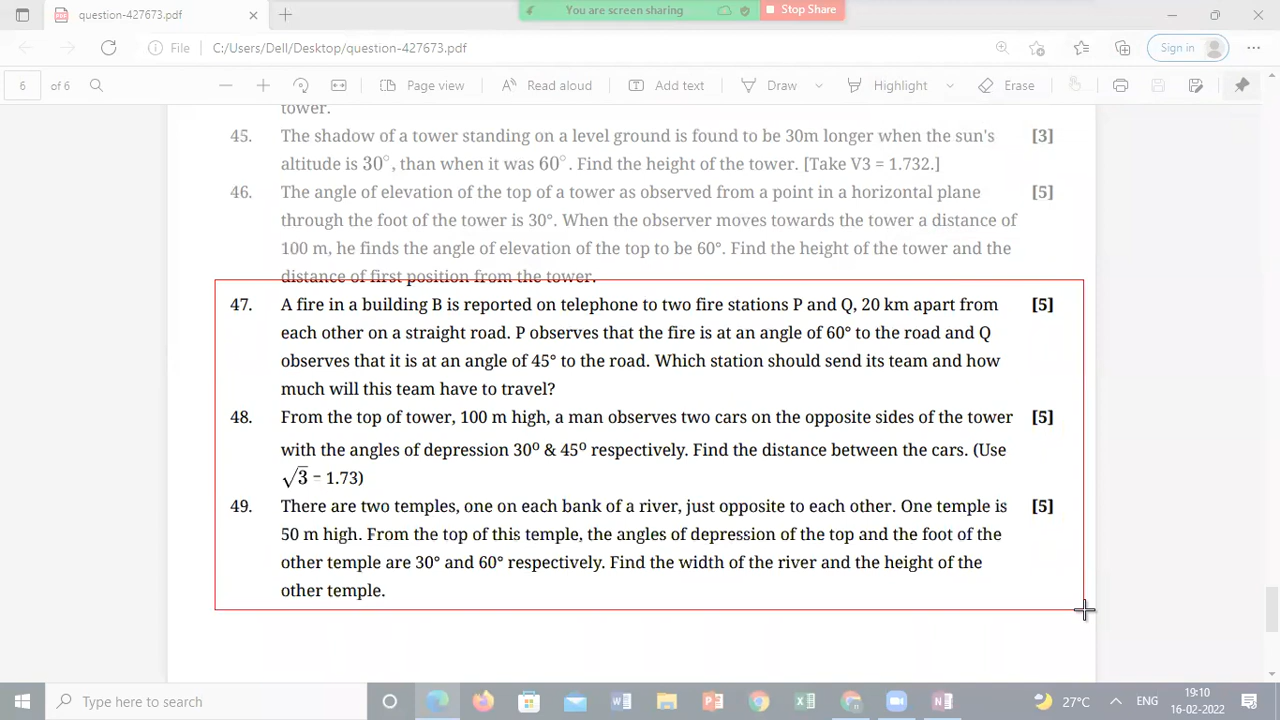 question-427673.pdf
You are screen sharing
Stop Share
File
C:/Users/Dell/Desktop/question-427673.pdf
Sign in
6 of 6
Page view
Read aloud
Add text
Draw
Highlight
Erase
tower.
45. The shadow of a tower standing on a level ground is found to be 30m longer when the sun's [3]
altitude is 30°, than when it was 60°. Find the height of the tower. [Take V3 = 1.732.]
46. The angle of elevation of the top of a tower as observed from a point in a horizontal plane [5]
through the foot of the tower is 30°. When the observer moves towards the tower a distance of
100 m, he finds the angle of elevation of the top to be 60°. Find the height of the tower and the
distance of first position from the tower.
47. A fire in a building B is reported on telephone to two fire stations P and Q, 20 km apart from [5]
each other on a straight road. P observes that the fire is at an angle of 60° to the road and Q
observes that it is at an angle of 45° to the road. Which station should send its team and how
much will this team have to travel?
48. From the top of tower, 100 m high, a man observes two cars on the opposite sides of the tower [5]
with the angles of depression 30º & 45º respectively. Find the distance between the cars. (Use
√3 = 1.73)
49. There are two temples, one on each bank of a river, just opposite to each other. One temple is [5]
50 m high. From the top of this temple, the angles of depression of the top and the foot of the
other temple are 30° and 60° respectively. Find the width of the river and the height of the
other temple.
Type here to search
27°C
ENG
19:10
16-02-2022